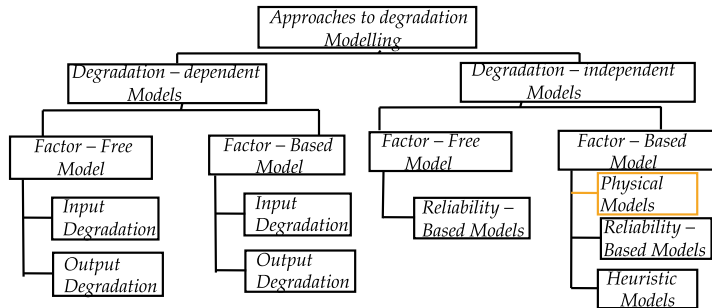 Approaches to degradation
Modelling
Degradation – dependent
Models
Degradation – independent
Models
Factor – Free
Model
Factor – Based
Model
Factor – Free
Model
Factor – Based
Model
Input
Degradation
Output
Degradation
Input
Degradation
Output
Degradation
Reliability –
Based Models
Physical
Models
Reliability –
Based Models
Heuristic
Models